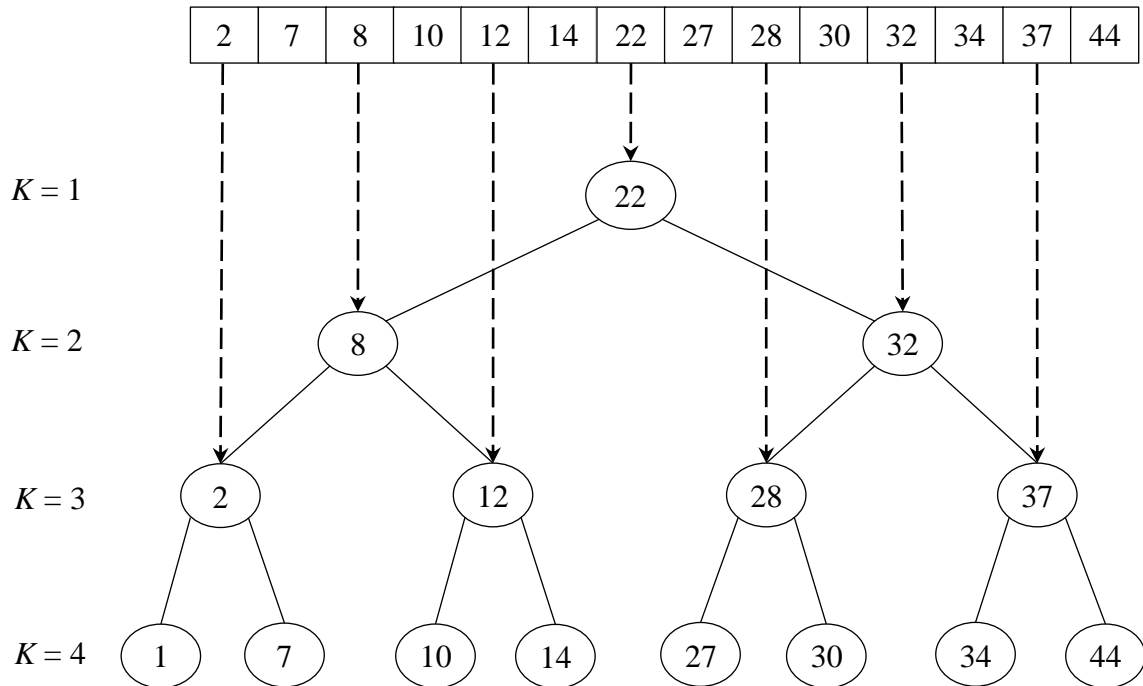 2 7 8 10 12 14 22 27 28 30 32 34 37 44
K = 1 22
K = 2 8 32
K = 3 2 12 28 37
K = 4 1 7 10 14 27 30 34 44